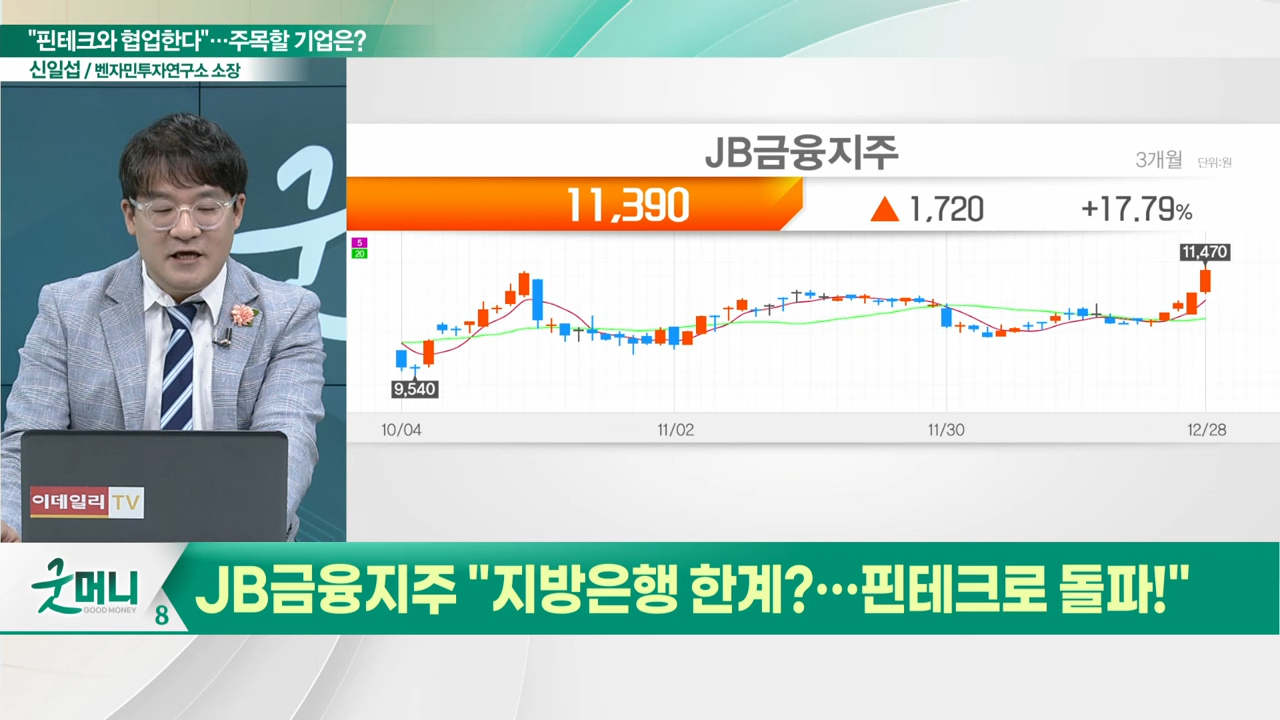 "핀테크와 협업한다"…주목할 기업은?
신일섭 / 벤자민투자연구소 소장
JB금융지주
3개월 단위:원
11,390 ▲ 1,720 +17.79%
5
20
11,470
9,540
10/04 11/02 11/30 12/28
이데일리 TV
굿머니
GOOD MONEY
8
JB금융지주 "지방은행 한계?…핀테크로 돌파!"